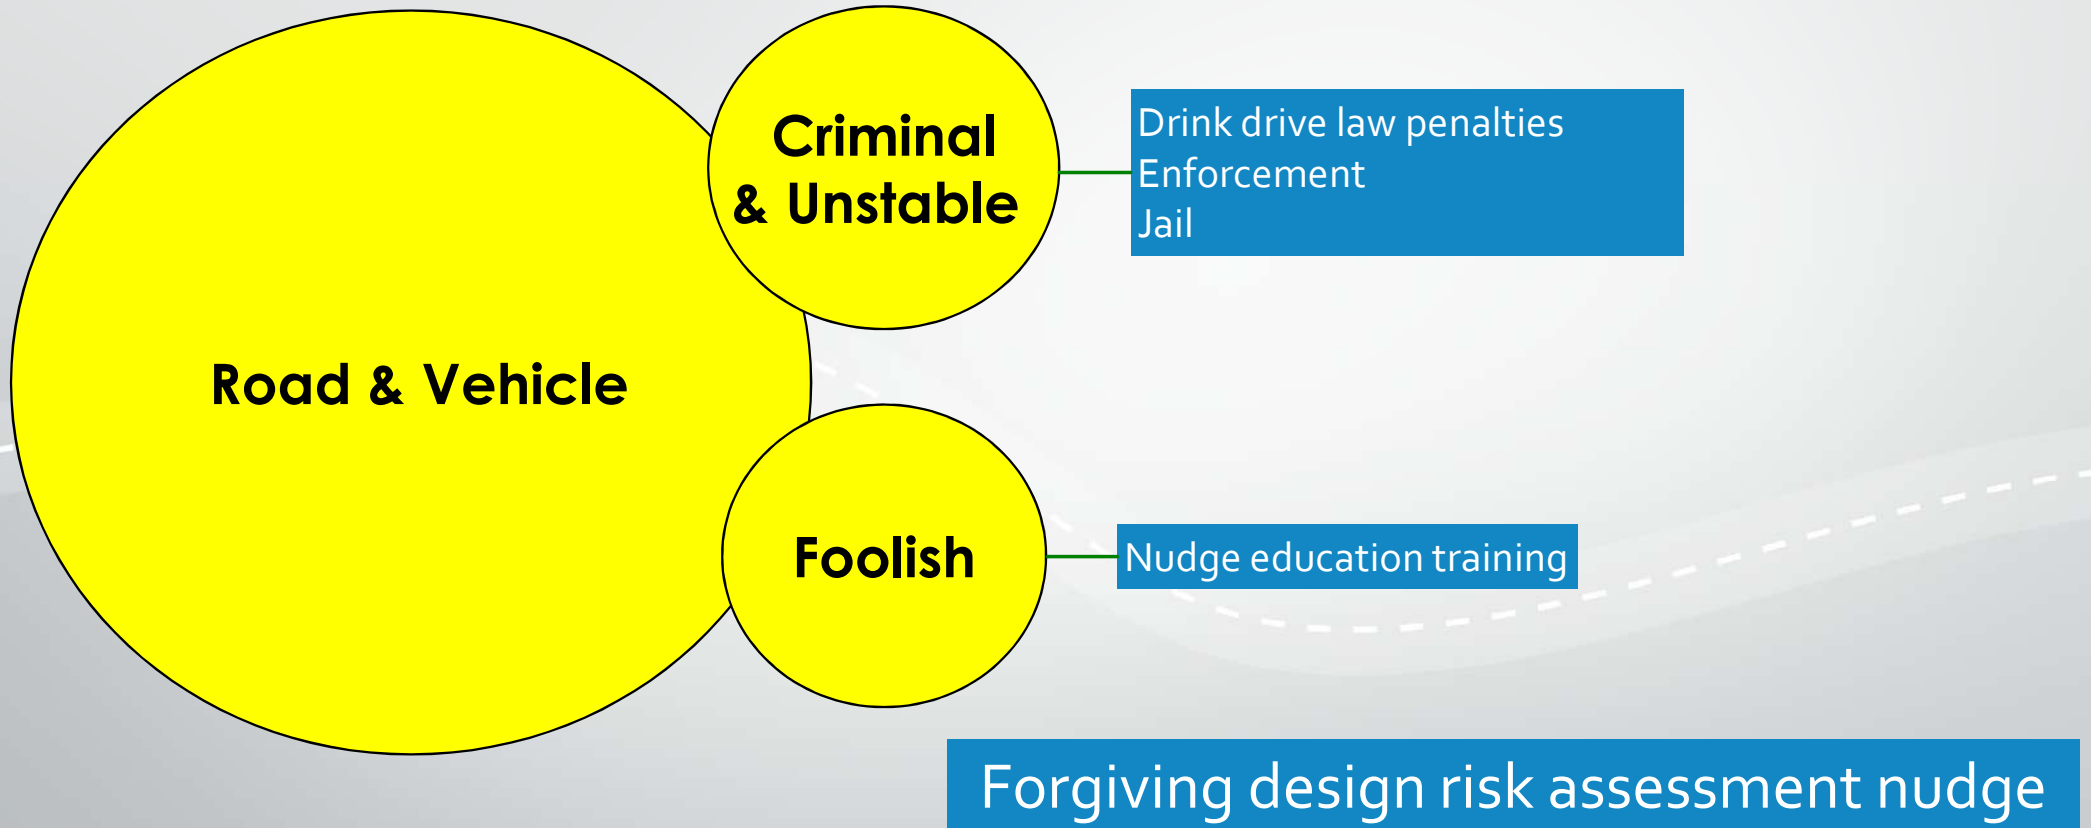 Criminal
& Unstable
Drink drive law penalties
Enforcement
Jail
Road & Vehicle
Foolish
Nudge education training
Forgiving design risk assessment nudge